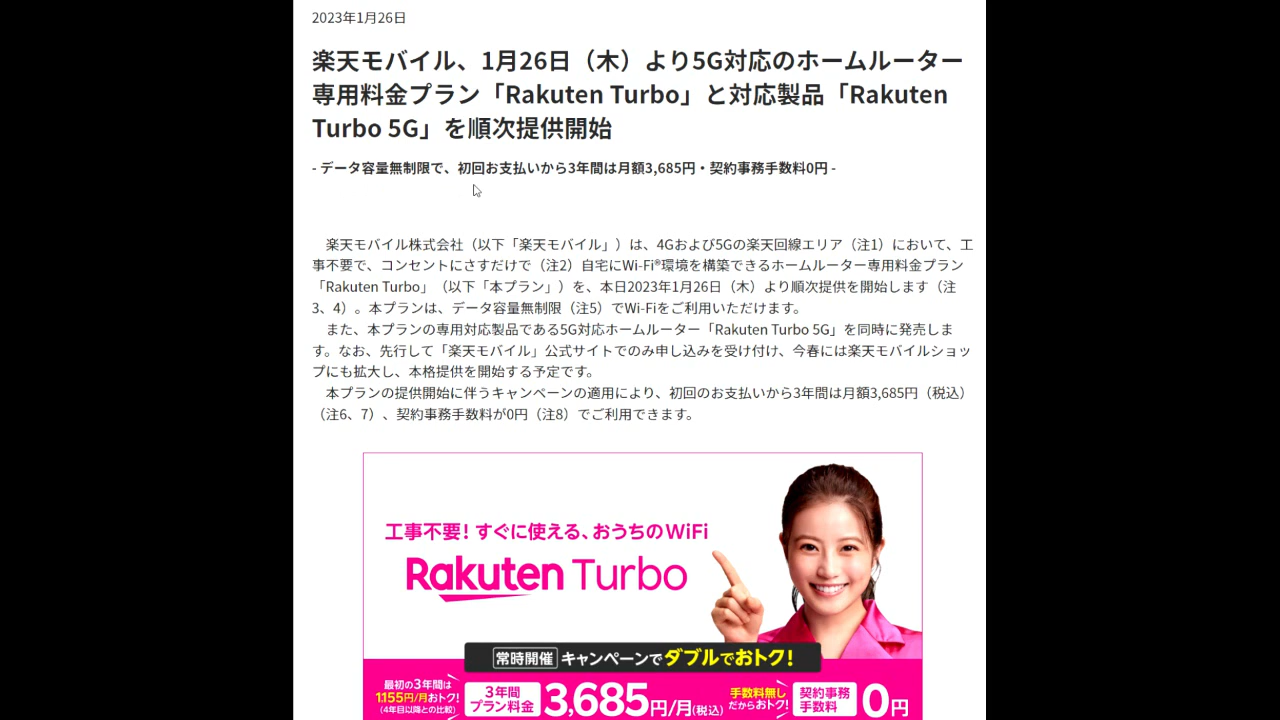 2023年1月26日
楽天モバイル、1月26日（木）より5G対応のホームルーター
専用料金プラン「Rakuten Turbo」と対応製品「Rakuten
Turbo 5G」を順次提供開始
- データ容量無制限で、初回お支払いから3年間は月額3,685円・契約事務手数料0円 -
楽天モバイル株式会社（以下「楽天モバイル」）は、4Gおよび5Gの楽天回線エリア（注1）において、工
事不要で、コンセントにさすだけで（注2）自宅にWi-Fi®環境を構築できるホームルーター専用料金プラン
「Rakuten Turbo」（以下「本プラン」）を、本日2023年1月26日（木）より順次提供を開始します（注
3、4）。本プランは、データ容量無制限（注5）でWi-Fiをご利用いただけます。
また、本プランの専用対応製品である5G対応ホームルーター「Rakuten Turbo 5G」を同時に発売しま
す。なお、先行して「楽天モバイル」公式サイトでのみ申し込みを受け付け、今春には楽天モバイルショッ
プにも拡大し、本格提供を開始する予定です。
本プランの提供開始に伴うキャンペーンの適用により、初回のお支払いから3年間は月額3,685円（税込）
（注6、7）、契約事務手数料が0円（注8）でご利用できます。
工事不要！すぐに使える、おうちのWiFi
Rakuten Turbo
常時開催 キャンペーンでダブルでおトク！
最初の3年間は
1,155円/月おトク！
（4年目以降との比較）
3年間
プラン料金
3,685円/月(税込)
手数料無し
だからおトク！
契約事務
手数料
0円